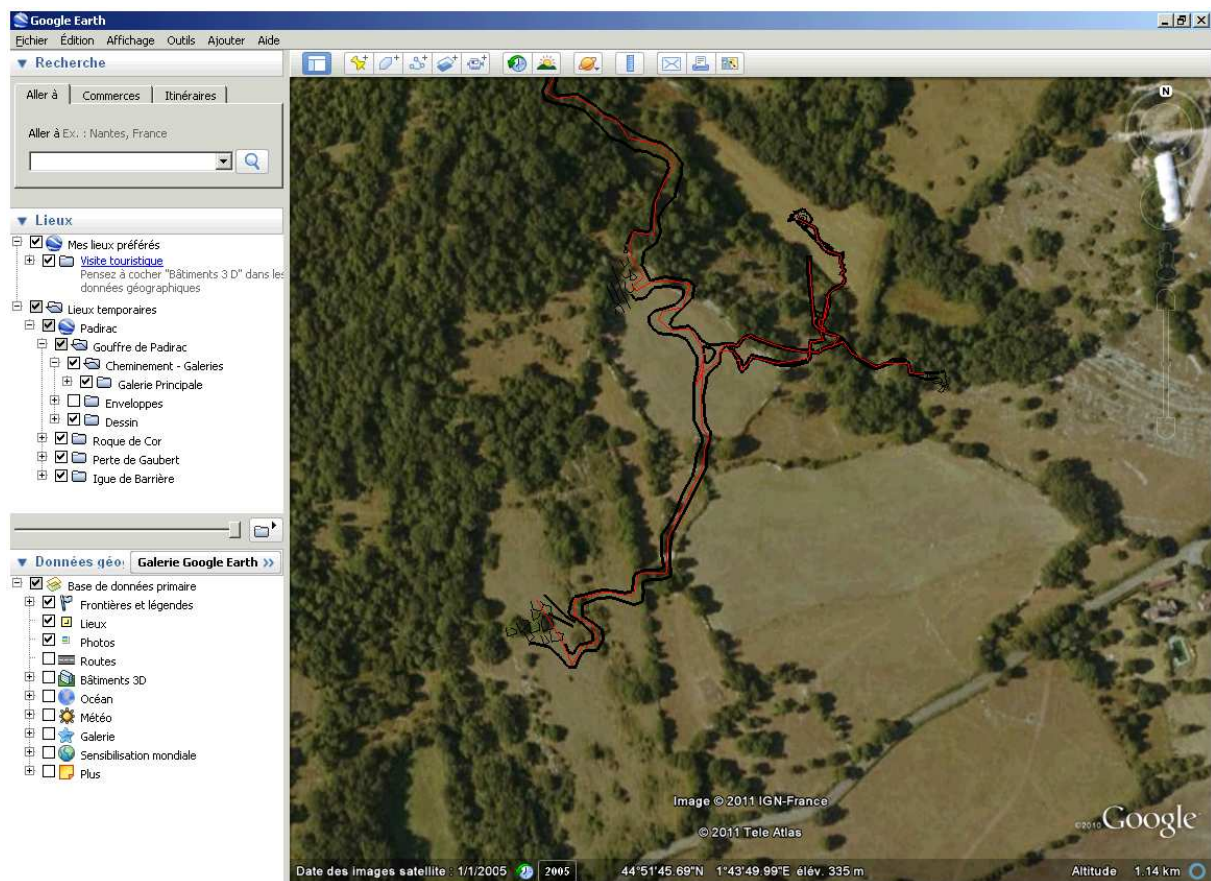 Google Earth
Fichier Édition Affichage Outils Ajouter Aide
Recherche
Aller à Commerces Itinéraires
Aller à Ex. : Nantes, France
Lieux
Mes lieux préférés
Visite touristique
Pensez à cocher "Bâtiments 3 D" dans les
données géographiques
Lieux temporaires
Padirac
Gouffre de Padirac
Cheminement - Galeries
Galerie Principale
Enveloppes
Dessin
Roque de Cor
Perte de Gaubert
Igue de Barrière
Données géo Galerie Google Earth >>
Base de données primaire
Frontières et légendes
Lieux
Photos
Routes
Bâtiments 3D
Océan
Météo
Galerie
Sensibilisation mondiale
Plus
N
Image © 2011 IGN-France
© 2011 Tele Atlas
©2010 Google
Date des images satellite : 1/1/2005 2005 44°51'45.69"N 1°43'49.99"E élév. 335 m Altitude 1.14 km